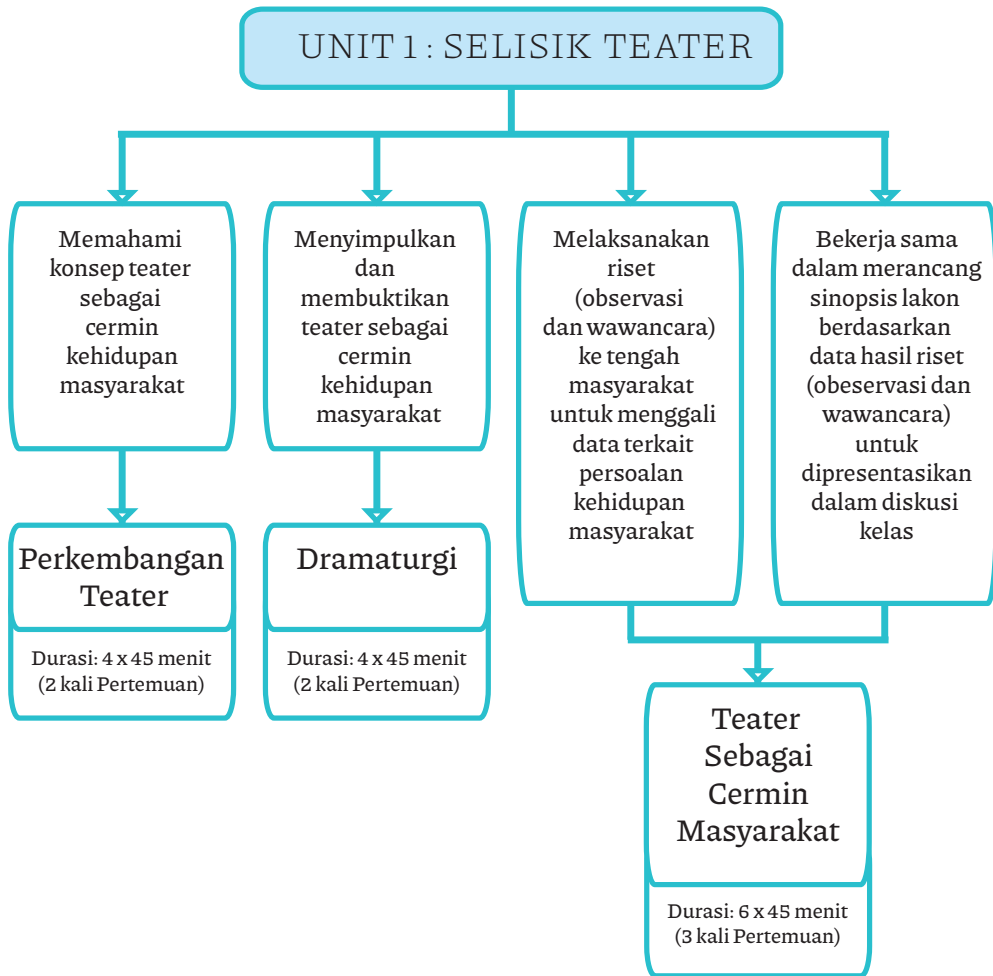 UNIT 1 : SELISIK TEATER
Memahami
konsep teater
sebagai
cermin
kehidupan
masyarakat
Menyimpulkan
dan
membuktikan
teater sebagai
cermin
kehidupan
masyarakat
Melaksanakan
riset
(observasi
dan wawancara)
ke tengah
masyarakat
untuk menggali
data terkait
persoalan
kehidupan
masyarakat
Bekerja sama
dalam merancang
sinopsis lakon
berdasarkan
data hasil riset
(obeservasi dan
wawancara)
untuk
dipresentasikan
dalam diskusi
kelas
Perkembangan
Teater
Durasi: 4 x 45 menit
(2 kali Pertemuan)
Dramaturgi
Durasi: 4 x 45 menit
(2 kali Pertemuan)
Teater
Sebagai
Cermin
Masyarakat
Durasi: 6 x 45 menit
(3 kali Pertemuan)